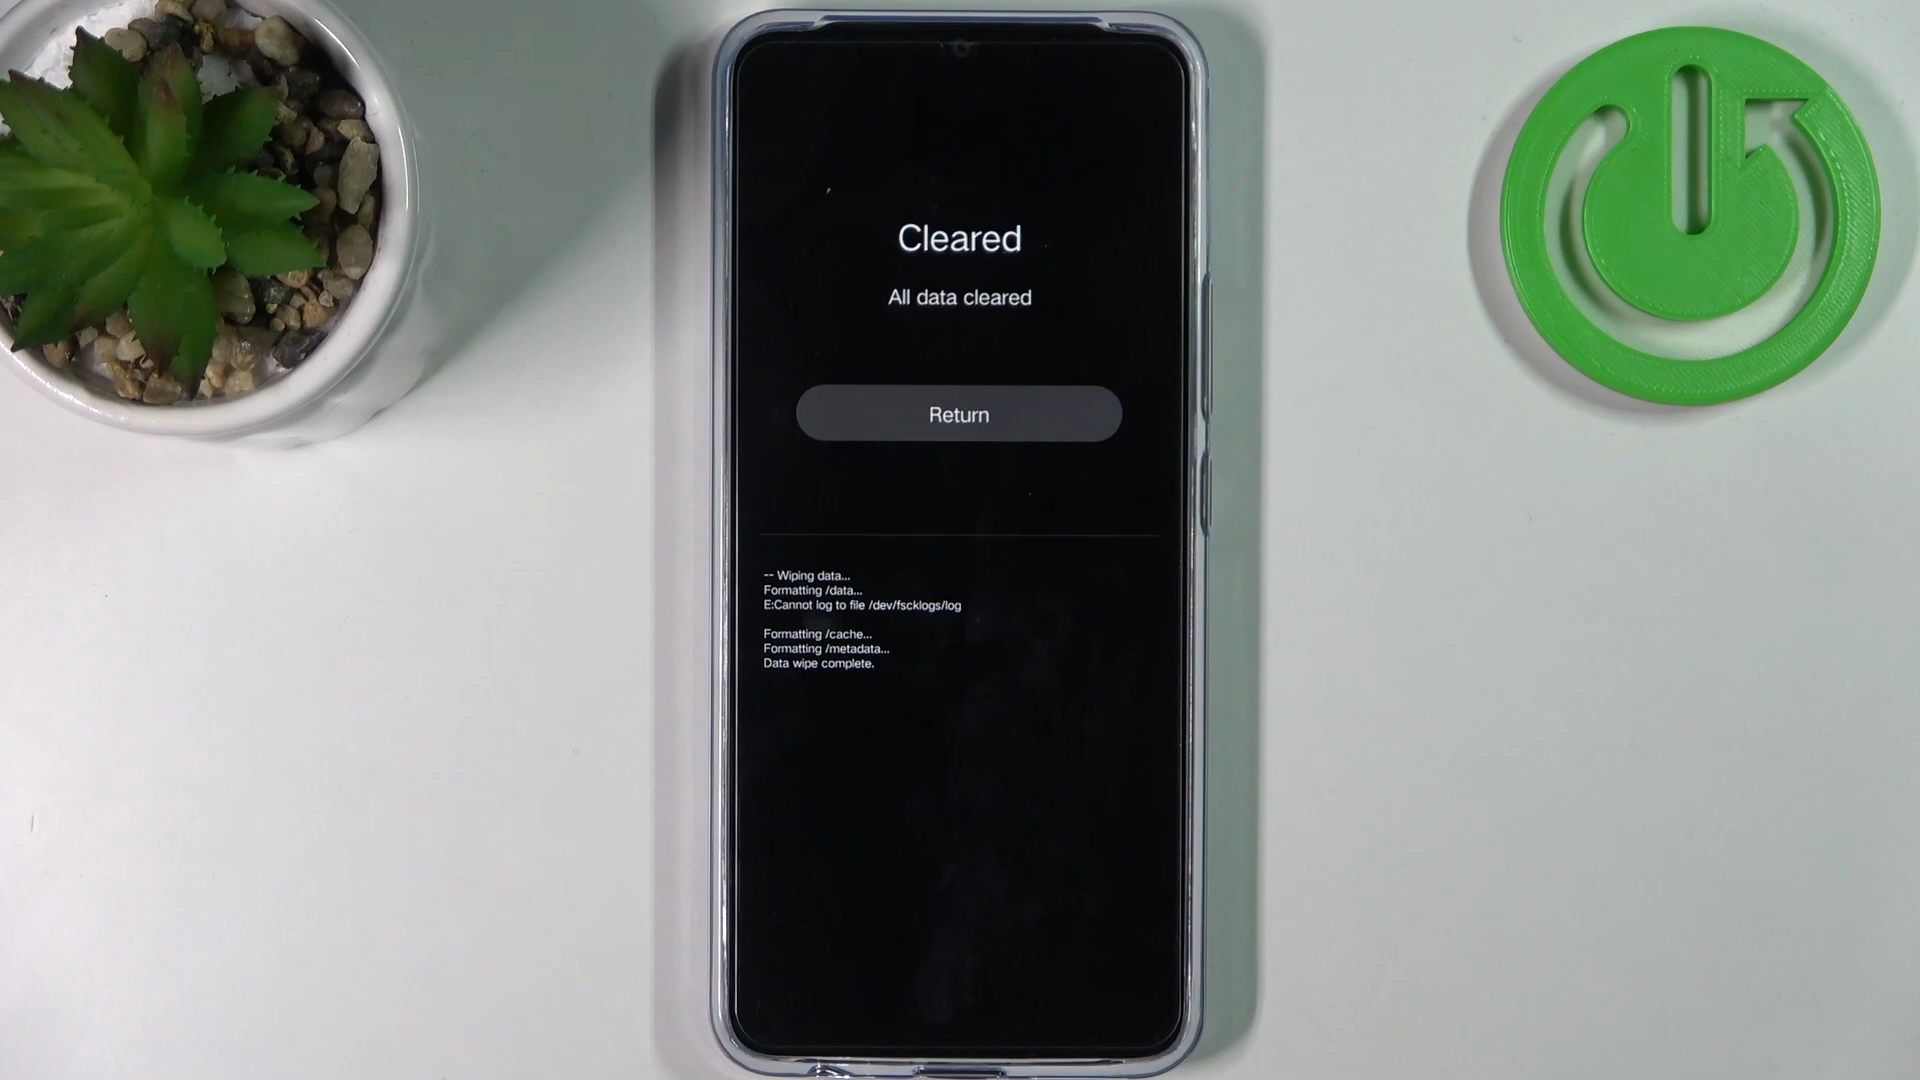 Cleared
All data cleared
Return
-- Wiping data...
Formatting /data...
E:Cannot log to file /dev/fscklogs/log
Formatting /cache...
Formatting /metadata...
Data wipe complete.